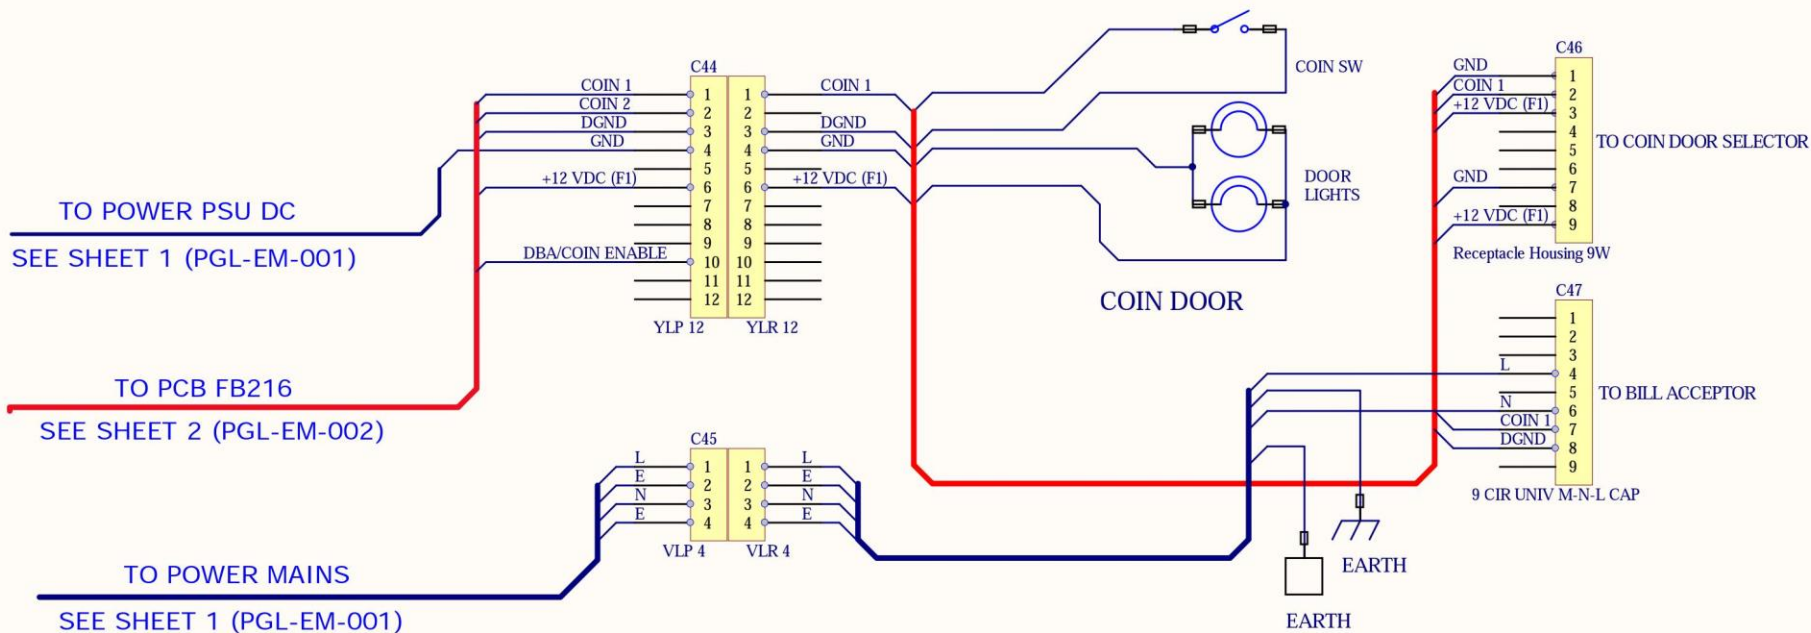 C44
COIN 1
COIN 2
DGND
GND
+12 VDC (F1)
DBA/COIN ENABLE
1 1
2 2
3 3
4 4
5 5
6 6
7 7
8 8
9 9
10 10
11 11
12 12
COIN 1
DGND
GND
+12 VDC (F1)
YLP 12 YLR 12
COIN SW
DOOR
LIGHTS
COIN DOOR
C46
GND
COIN 1
+12 VDC (F1)
GND
+12 VDC (F1)
1
2
3
4
5
6
7
8
9
TO COIN DOOR SELECTOR
Receptacle Housing 9W
C47
L
N
COIN 1
DGND
1
2
3
4
5
6
7
8
9
TO BILL ACCEPTOR
9 CIR UNIV M-N-L CAP
TO POWER PSU DC
SEE SHEET 1 (PGL-EM-001)
TO PCB FB216
SEE SHEET 2 (PGL-EM-002)
C45
L 1 1 L
E 2 2 E
N 3 3 N
E 4 4 E
VLP 4 VLR 4
TO POWER MAINS
SEE SHEET 1 (PGL-EM-001)
EARTH
EARTH